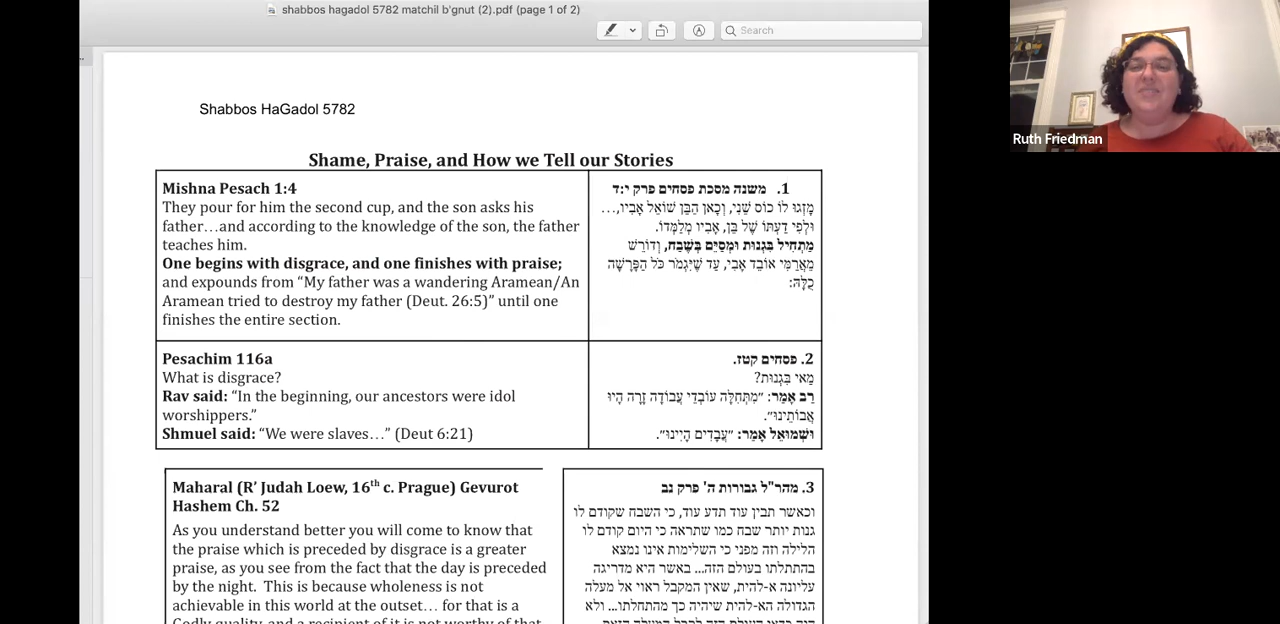 shabbos hagadol 5782 matchil b'gnut (2).pdf (page 1 of 2)
Search
Ruth Friedman
Shabbos HaGadol 5782
Shame, Praise, and How we Tell our Stories
Mishna Pesach 1:4
They pour for him the second cup, and the son asks his
father…and according to the knowledge of the son, the father
teaches him.
One begins with disgrace, and one finishes with praise;
and expounds from “My father was a wandering Aramean/An
Aramean tried to destroy my father (Deut. 26:5)” until one
finishes the entire section.
1. משנה מסכת פסחים פרק י:ד
מָזְגוּ לוֹ כוֹס שֵׁנִי, וְכָאן הַבֵּן שׁוֹאֵל אָבִיו,…
וּלְפִי דַעְתּוֹ שֶׁל בֵּן, אָבִיו מְלַמְּדוֹ.
מַתְחִיל בִּגְנוּת וּמְסַיֵּם בְּשֶׁבַח, וְדוֹרֵשׁ
מֵאֲרַמִּי אוֹבֵד אָבִי, עַד שֶׁיִּגְמֹר כֹּל הַפָּרָשָׁה
כֻלָּהּ:
Pesachim 116a
What is disgrace?
Rav said: “In the beginning, our ancestors were idol
worshippers.”
Shmuel said: “We were slaves…” (Deut 6:21)
2. פסחים קטז.
מַאי בִּגְנוּת?
רַב אָמַר: ״מִתְּחִלָּה עוֹבְדֵי עֲבוֹדָה זָרָה הָיוּ
אֲבוֹתֵינוּ״.
וּשְׁמוּאֵל אָמַר: ״עֲבָדִים הָיִינוּ״.
Maharal (R’ Judah Loew, 16th c. Prague) Gevurot
Hashem Ch. 52
As you understand better you will come to know that
the praise which is preceded by disgrace is a greater
praise, as you see from the fact that the day is preceded
by the night. This is because wholeness is not
achievable in this world at the outset… for that is a
Godly quality, and a recipient of it is not worthy of that
3. מהר"ל גבורות ה' פרק נב
וכאשר תבין עוד תדע עוד, כי השבח שקודם לו
גנות יותר שבח כמו שתראה כי היום קודם לו
הלילה וזה מפני כי השלימות אינו נמצא
בהתחלתו בעולם הזה... באשר היא מדריגה
עליונה א-להית, שאין המקבל ראוי אל מעלה
הגדולה הא-להית שיהיה כך מהתחלתו... ולא